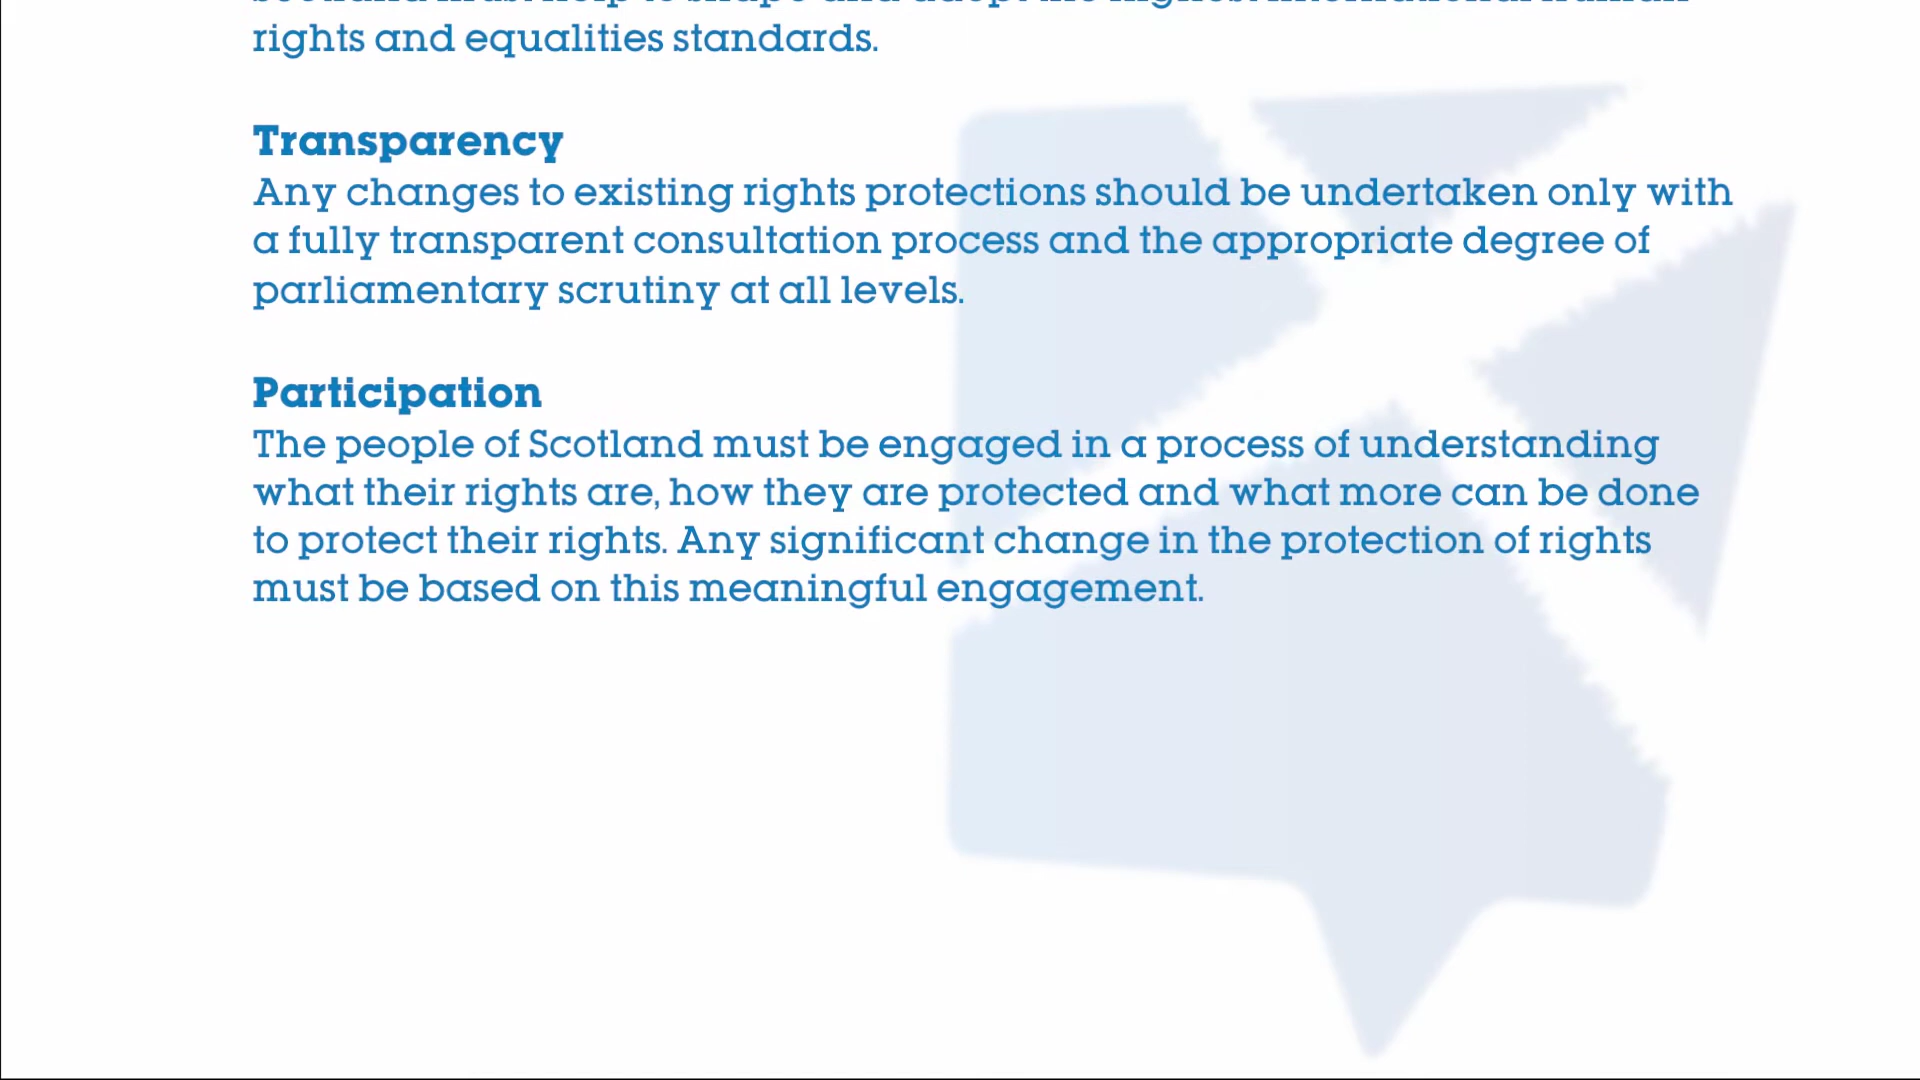 rights and equalities standards.
Transparency
Any changes to existing rights protections should be undertaken only with
a fully transparent consultation process and the appropriate degree of
parliamentary scrutiny at all levels.
Participation
The people of Scotland must be engaged in a process of understanding
what their rights are, how they are protected and what more can be done
to protect their rights. Any significant change in the protection of rights
must be based on this meaningful engagement.